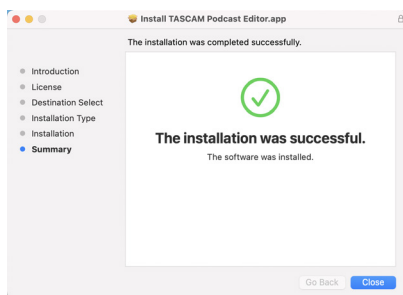 Install TASCAM Podcast Editor.app
The installation was completed successfully.
Introduction
License
Destination Select
Installation Type
Installation
Summary
The installation was successful.
The software was installed.
Go Back
Close